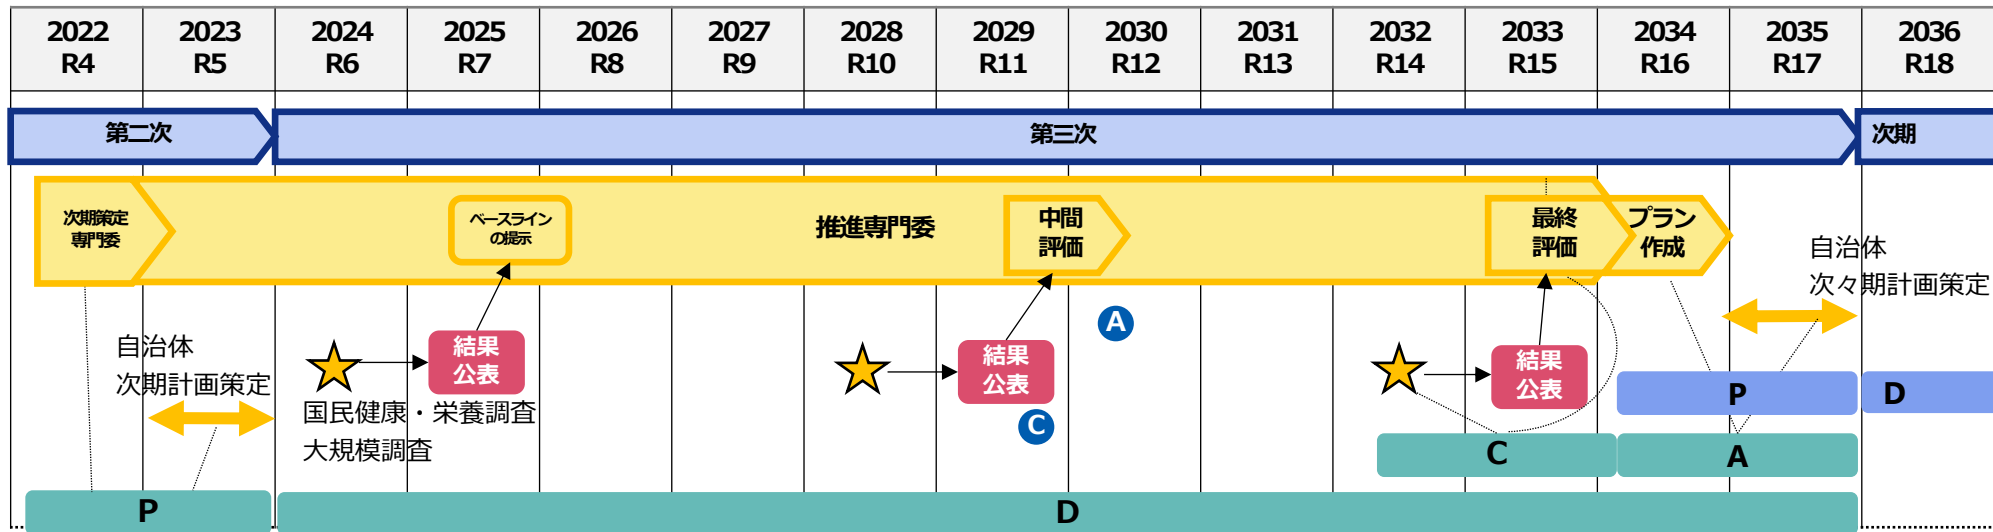 2022 2023 2024 2025 2026 2027 2028 2029 2030 2031 2032 2033 2034 2035 2036
R4 R5 R6 R7 R8 R9 R10 R11 R12 R13 R14 R15 R16 R17 R18
第二次 第三次 次期
次期策定
専門委
ベースライン
の提示
推進専門委
中間
評価
最終
評価
プラン
作成
自治体
次々期計画策定
自治体
次期計画策定
結果
公表
国民健康・栄養調査
大規模調査
結果
公表
A
C
結果
公表
P
D
C
A
P
D